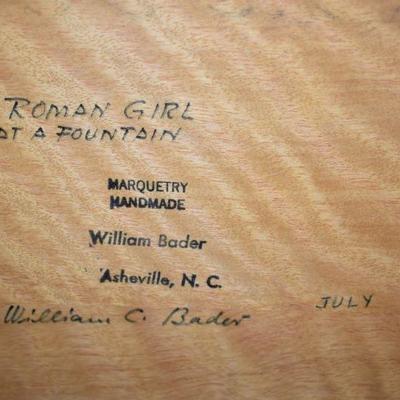 ROMAN GIRL
AT A FOUNTAIN
MARQUETRY
HANDMADE
William Bader
Asheville, N. C.
William C. Bader JULY